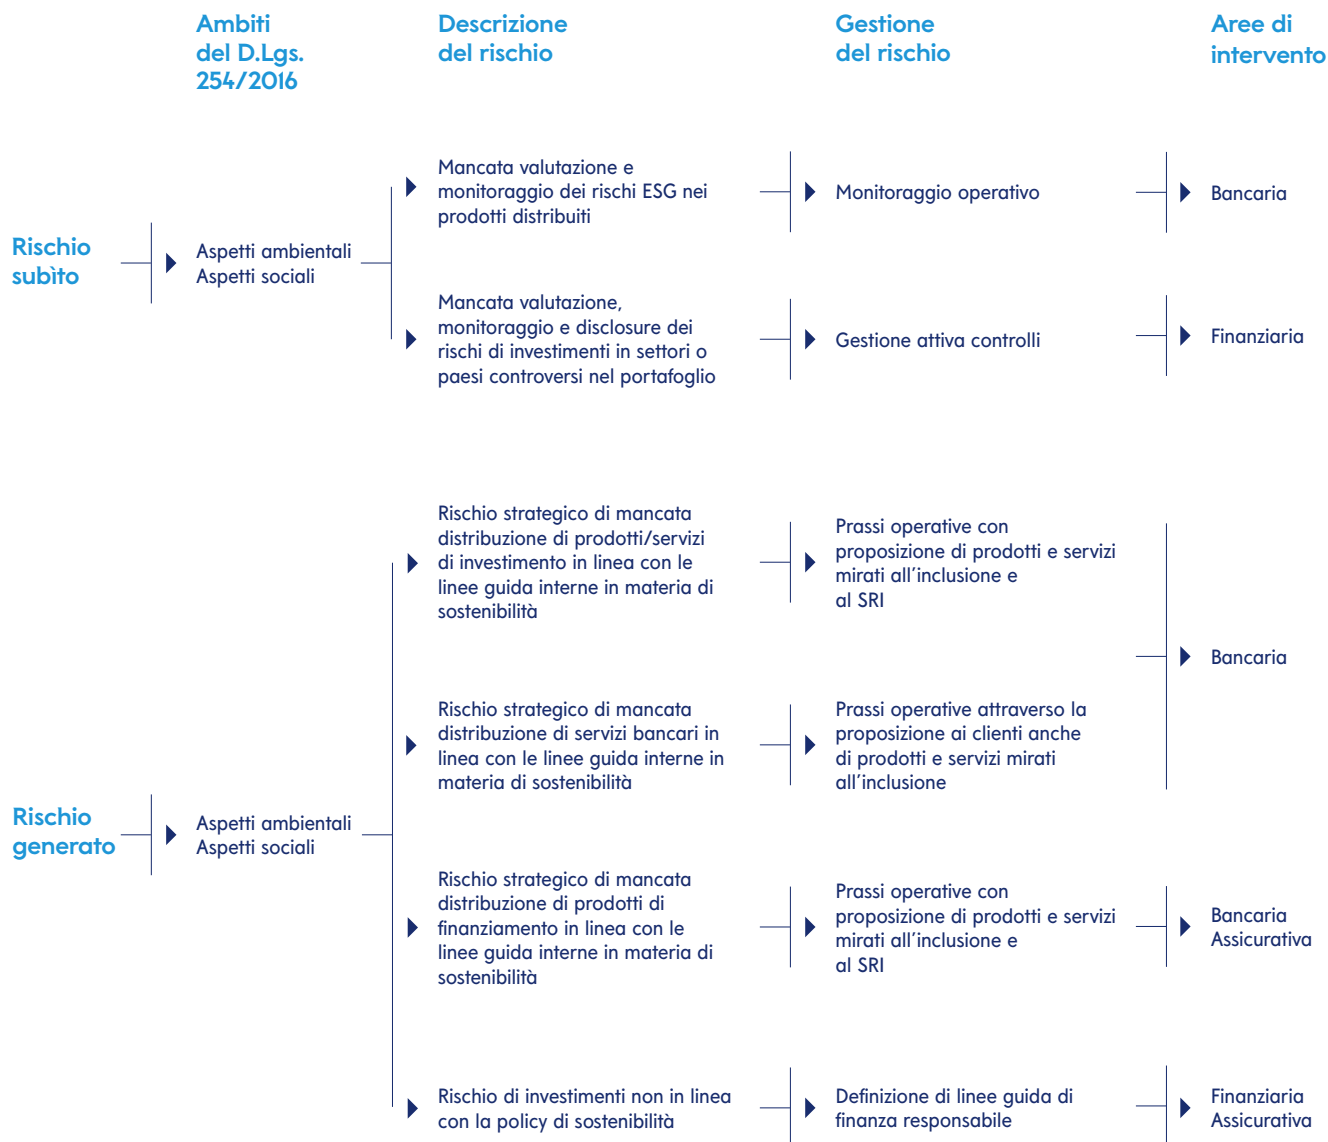 Ambiti
del D.Lgs.
254/2016
Descrizione
del rischio
Gestione
del rischio
Aree di
intervento
Rischio
subìto
Aspetti ambientali
Aspetti sociali
Mancata valutazione e
monitoraggio dei rischi ESG nei
prodotti distribuiti
Monitoraggio operativo
Bancaria
Mancata valutazione,
monitoraggio e disclosure dei
rischi di investimenti in settori o
paesi controversi nel portafoglio
Gestione attiva controlli
Finanziaria
Rischio
generato
Aspetti ambientali
Aspetti sociali
Rischio strategico di mancata
distribuzione di prodotti/servizi
di investimento in linea con le
linee guida interne in materia di
sostenibilità
Prassi operative con
proposizione di prodotti e servizi
mirati all'inclusione e
al SRI
Rischio strategico di mancata
distribuzione di servizi bancari in
linea con le linee guida interne in
materia di sostenibilità
Prassi operative attraverso la
proposizione ai clienti anche
di prodotti e servizi mirati
all'inclusione
Bancaria
Rischio strategico di mancata
distribuzione di prodotti di
finanziamento in linea con le
linee guida interne in materia di
sostenibilità
Prassi operative con
proposizione di prodotti e servizi
mirati all'inclusione e
al SRI
Bancaria
Assicurativa
Rischio di investimenti non in linea
con la policy di sostenibilità
Definizione di linee guida di
finanza responsabile
Finanziaria
Assicurativa